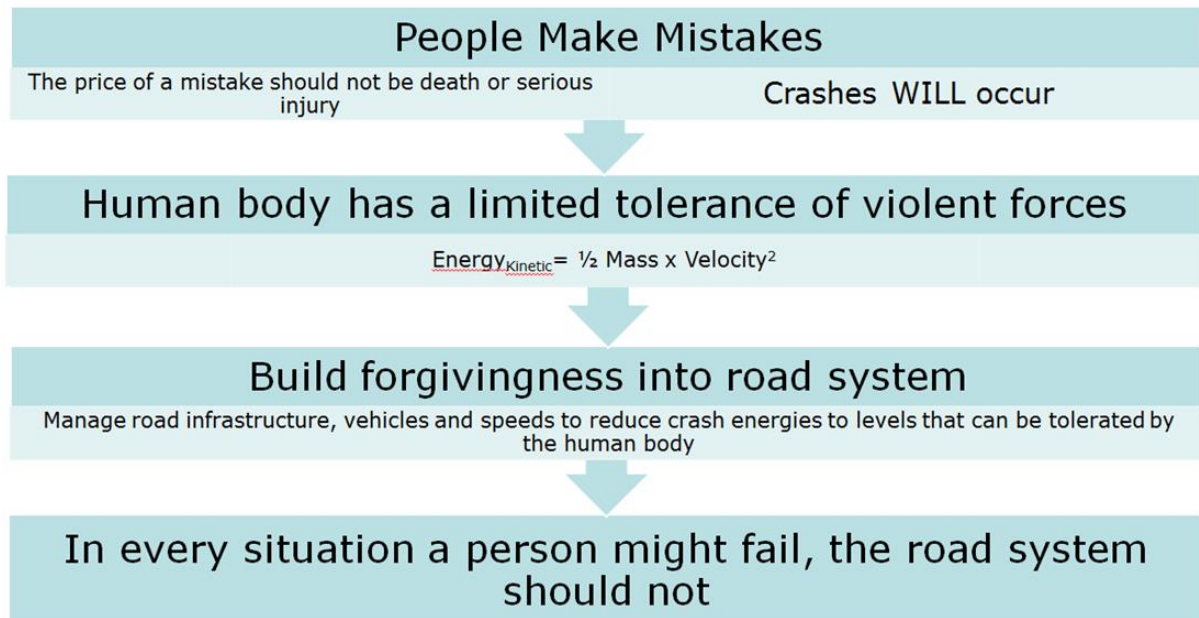 People Make Mistakes
The price of a mistake should not be death or serious
injury
Crashes WILL occur
Human body has a limited tolerance of violent forces
Energy_Kinetic= ½ Mass x Velocity²
Build forgivingness into road system
Manage road infrastructure, vehicles and speeds to reduce crash energies to levels that can be tolerated by
the human body
In every situation a person might fail, the road system
should not